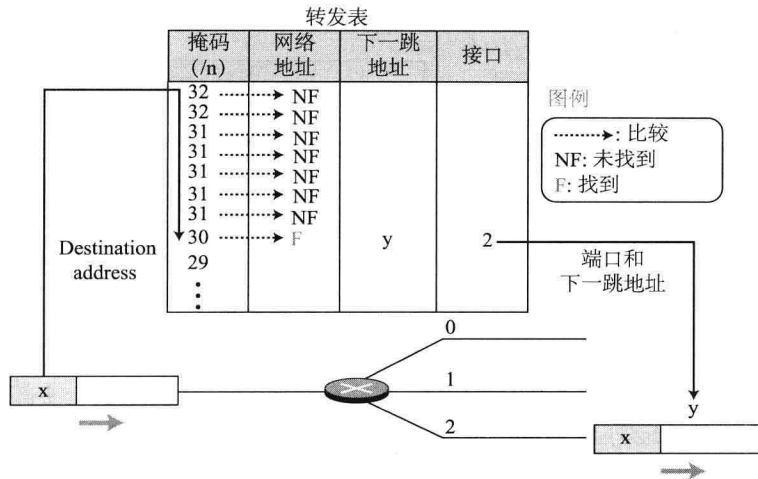 转发表
掩码
(/n)
网络
地址
下一跳
地址
接口
32 NF
32 NF
31 NF
31 NF
31 NF
31 NF
31 NF
30 F y 2
29
图例
: 比较
NF: 未找到
F: 找到
Destination
address
端口和
下一跳地址
0
1
2
x
y
x